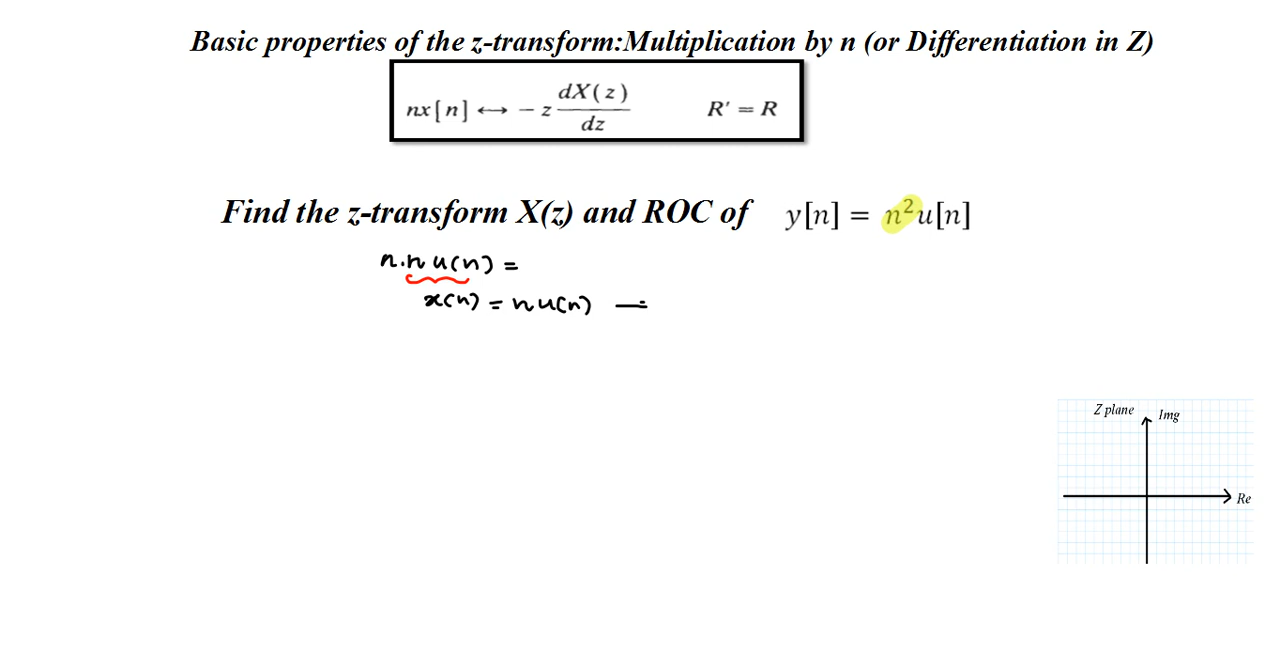 Basic properties of the z-transform:Multiplication by n (or Differentiation in Z)
nx[n] ↔ − z dX(z)/dz R' = R
Find the z-transform X(z) and ROC of y[n] = n²u[n]
n.n u(n) =
x(n) = n u(n)
Z plane
Img
Re